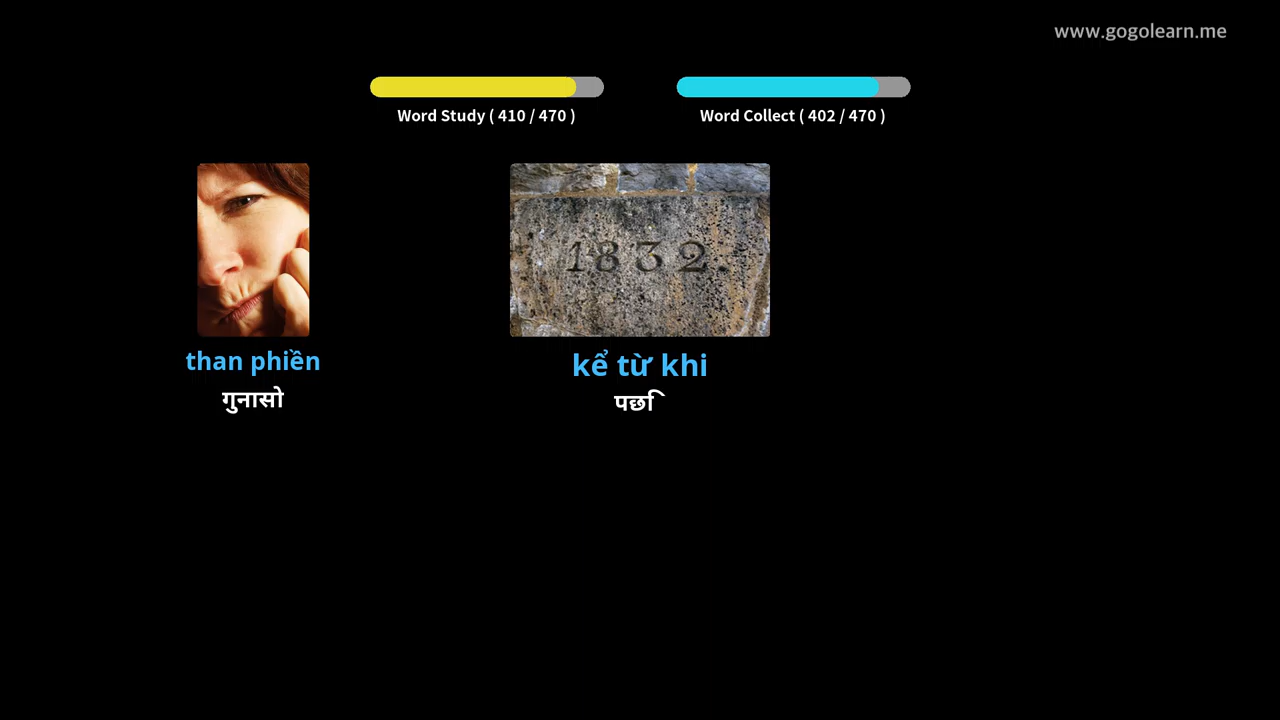 www.gogolearn.me
Word Study ( 410 / 470 )
Word Collect ( 402 / 470 )
1832.
than phiền
kể từ khi
गुनासो
पछि